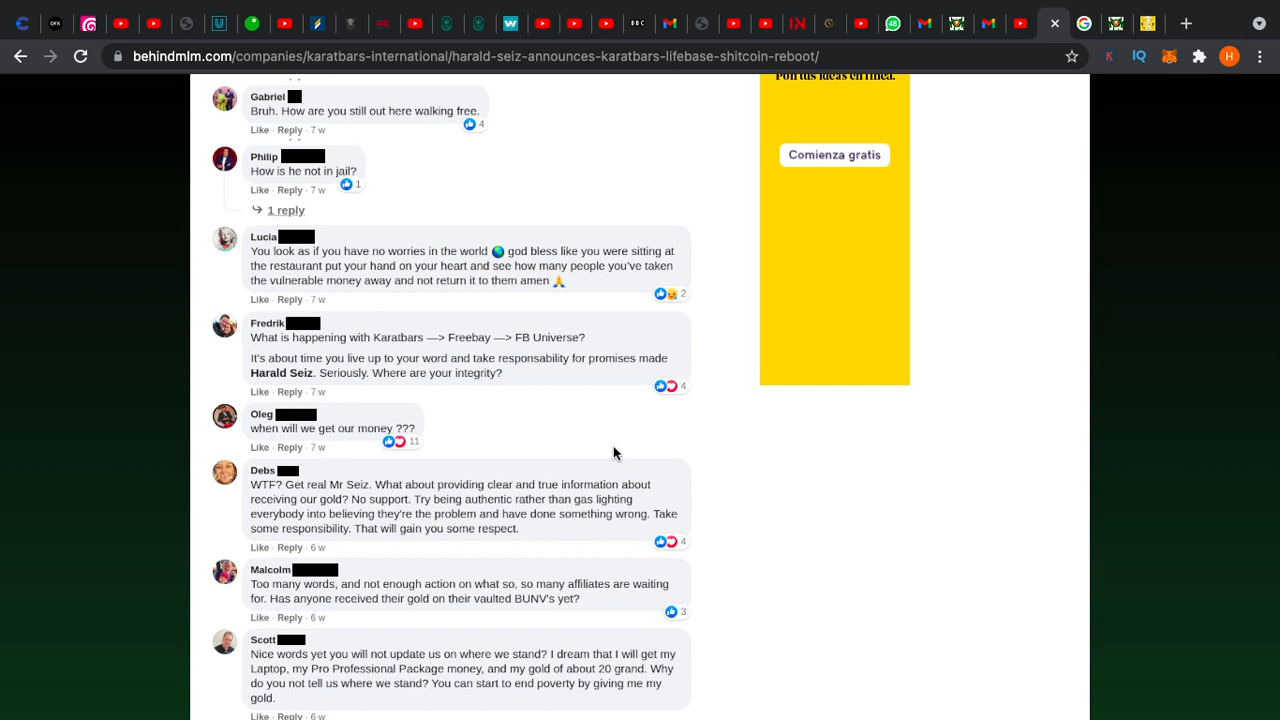 48
BBC
IN
W
behindmlm.com/companies/karatbars-international/harald-seiz-announces-karatbars-lifebase-shitcoin-reboot/
K
IQ
H
Pon tus ideas en línea.
Comienza gratis
Gabriel
Bruh. How are you still out here walking free.
4
Like · Reply · 7 w
Philip
How is he not in jail?
1
Like · Reply · 7 w
1 reply
Lucia
You look as if you have no worries in the world 🌏 god bless like you were sitting at
the restaurant put your hand on your heart and see how many people you've taken
the vulnerable money away and not return it to them amen 🙏
2
Like · Reply · 7 w
Fredrik
What is happening with Karatbars —> Freebay —> FB Universe?
It's about time you live up to your word and take responsability for promises made
Harald Seiz. Seriously. Where are your integrity?
4
Like · Reply · 7 w
Oleg
when will we get our money ???
11
Like · Reply · 7 w
Debs
WTF? Get real Mr Seiz. What about providing clear and true information about
receiving our gold? No support. Try being authentic rather than gas lighting
everybody into believing they're the problem and have done something wrong. Take
some responsibility. That will gain you some respect.
4
Like · Reply · 6 w
Malcolm
Too many words, and not enough action on what so, so many affiliates are waiting
for. Has anyone received their gold on their vaulted BUNV's yet?
3
Like · Reply · 6 w
Scott
Nice words yet you will not update us on where we stand? I dream that I will get my
Laptop, my Pro Professional Package money, and my gold of about 20 grand. Why
do you not tell us where we stand? You can start to end poverty by giving me my
gold.
Like · Reply · 6 w